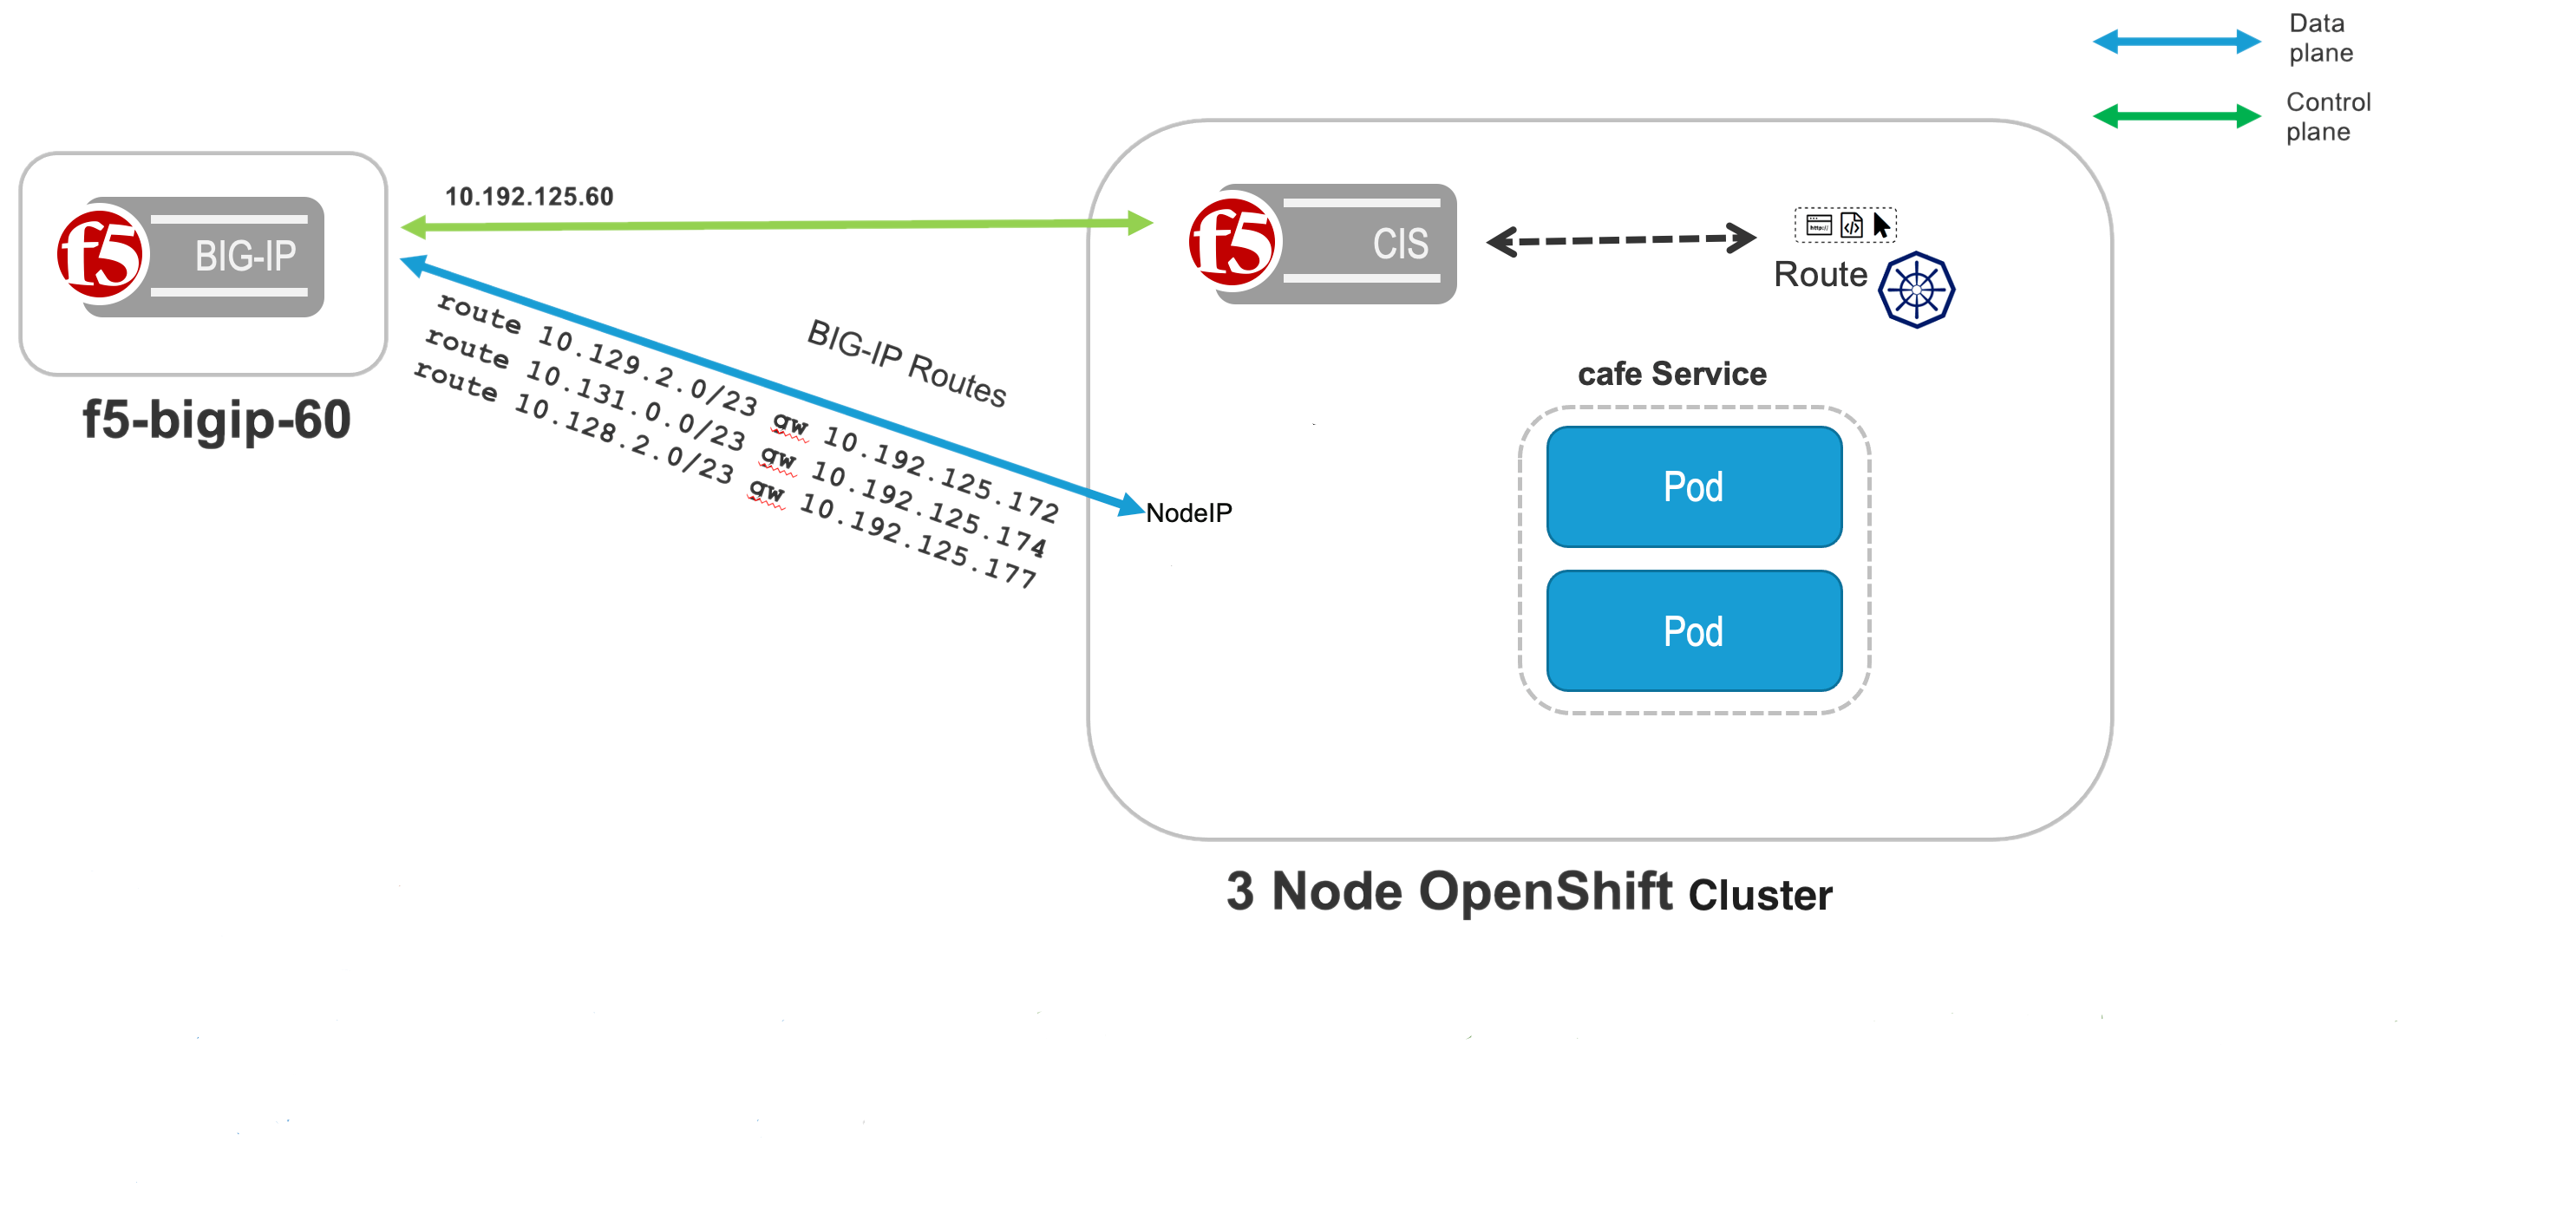 Data
plane
Control
plane
10.192.125.60
f5
BIG-IP
f5-bigip-60
BIG-IP Routes
route 10.129.2.0/23 gw 10.192.125.172
route 10.131.0.0/23 gw 10.192.125.174
route 10.128.2.0/23 gw 10.192.125.177
NodeIP
f5
CIS
http://
</>
Route
cafe Service
Pod
Pod
3 Node OpenShift Cluster